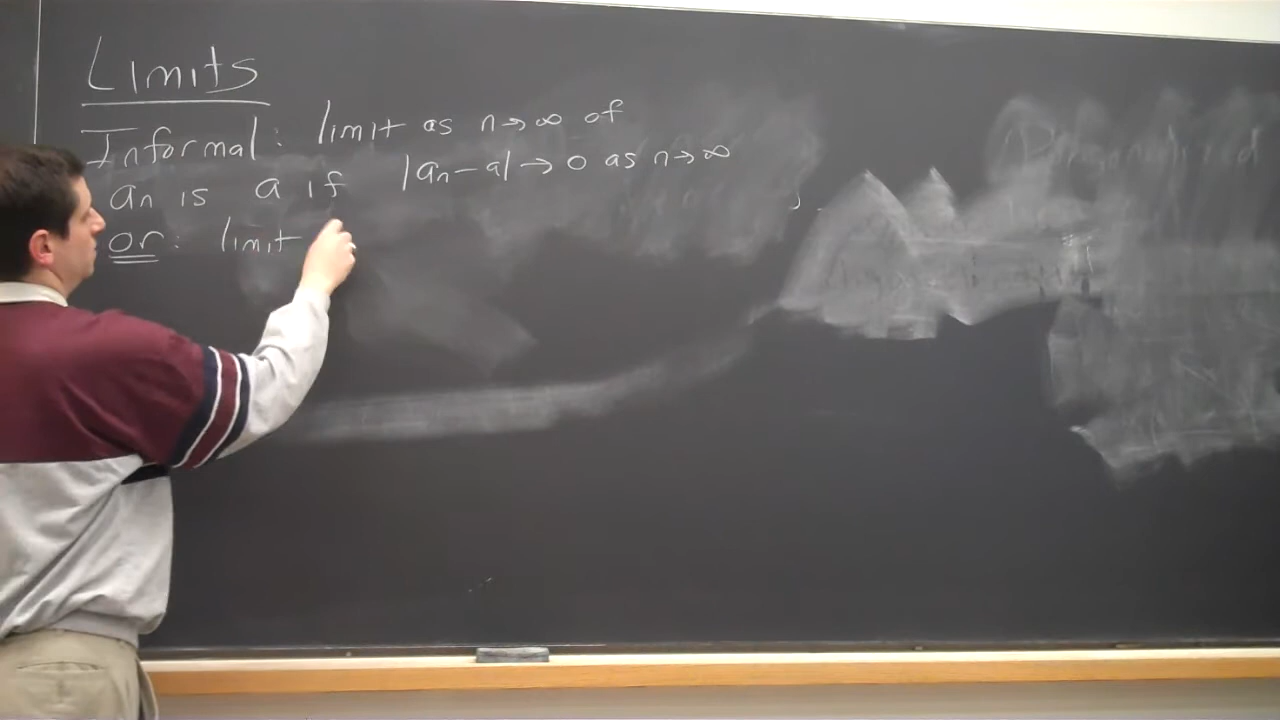 Limits
Informal: limit as n→∞ of
aₙ is a if |aₙ-a|→0 as n→∞
or: limit